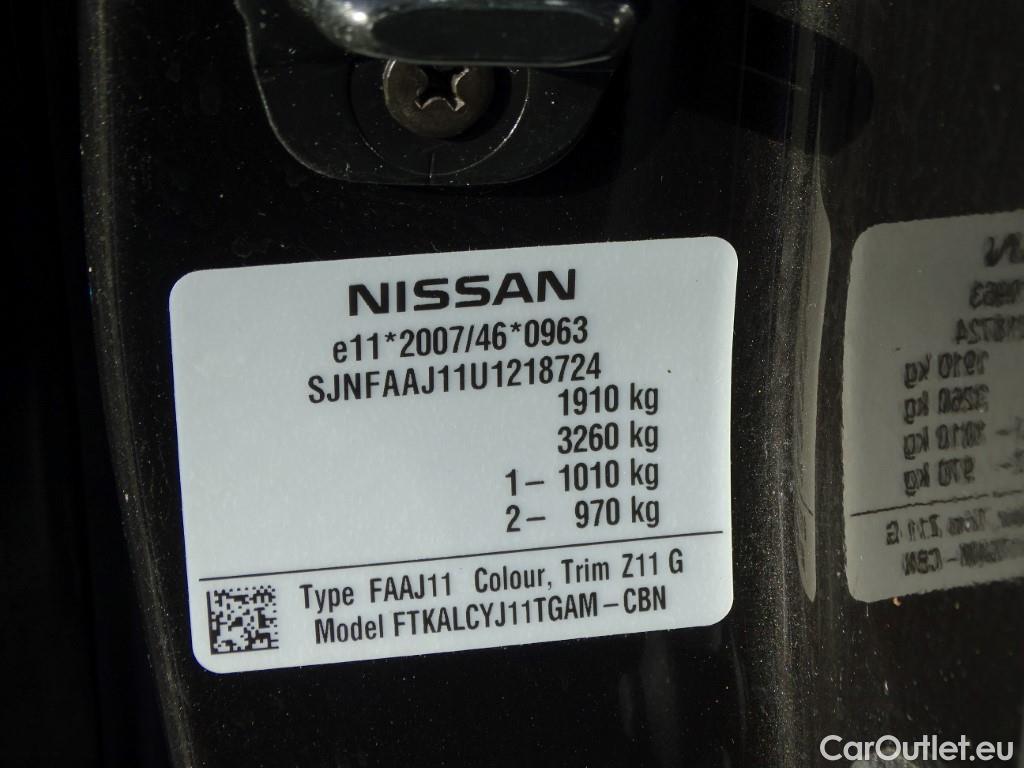 NISSAN
e11*2007/46*0963
SJNFAAJ11U1218724
1910 kg
3260 kg
1– 1010 kg
2– 970 kg
Type FAAJ11 Colour, Trim Z11 G
Model FTKALCYJ11TGAM–CBN
CarOutlet.eu